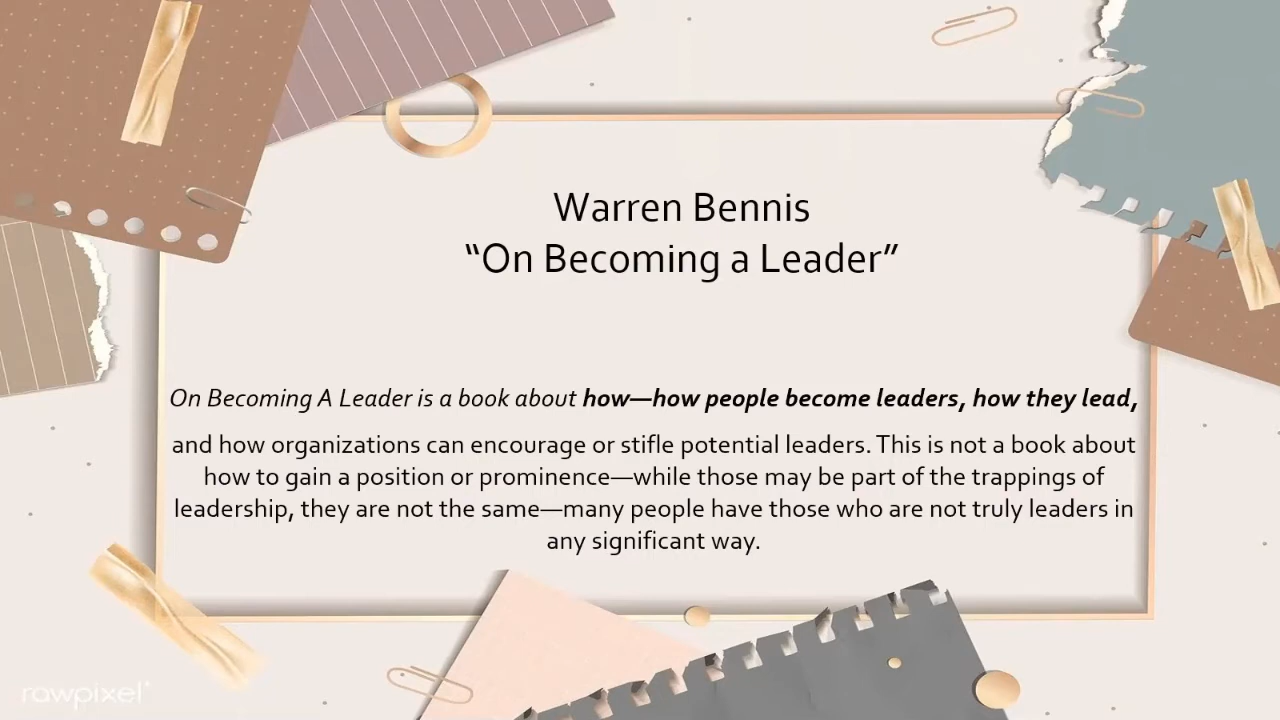 Warren Bennis
“On Becoming a Leader”
On Becoming A Leader is a book about how—how people become leaders, how they lead,
and how organizations can encourage or stifle potential leaders. This is not a book about
how to gain a position or prominence—while those may be part of the trappings of
leadership, they are not the same—many people have those who are not truly leaders in
any significant way.
rawpixel®